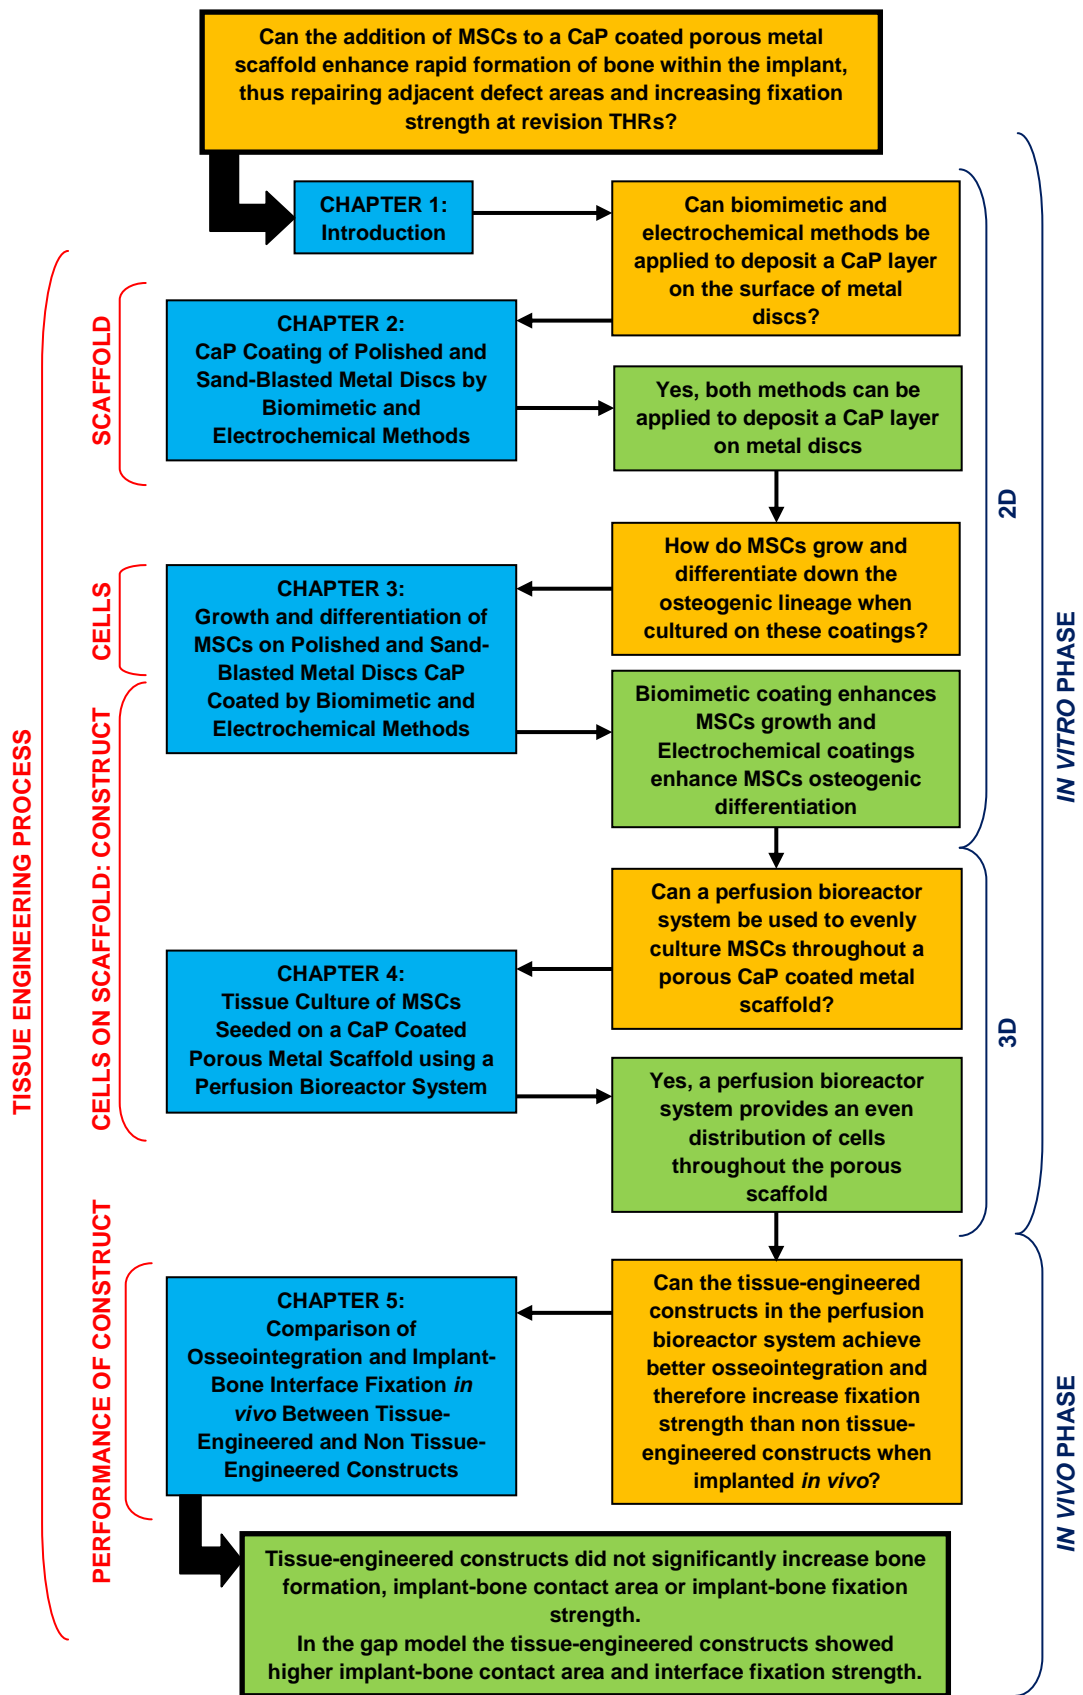 Can the addition of MSCs to a CaP coated porous metal
scaffold enhance rapid formation of bone within the implant,
thus repairing adjacent defect areas and increasing fixation
strength at revision THRs?
CHAPTER 1:
Introduction
Can biomimetic and
electrochemical methods be
applied to deposit a CaP layer
on the surface of metal
discs?
CHAPTER 2:
CaP Coating of Polished and
Sand-Blasted Metal Discs by
Biomimetic and
Electrochemical Methods
Yes, both methods can be
applied to deposit a CaP layer
on metal discs
How do MSCs grow and
differentiate down the
osteogenic lineage when
cultured on these coatings?
CHAPTER 3:
Growth and differentiation of
MSCs on Polished and Sand-
Blasted Metal Discs CaP
Coated by Biomimetic and
Electrochemical Methods
Biomimetic coating enhances
MSCs growth and
Electrochemical coatings
enhance MSCs osteogenic
differentiation
Can a perfusion bioreactor
system be used to evenly
culture MSCs throughout a
porous CaP coated metal
scaffold?
CHAPTER 4:
Tissue Culture of MSCs
Seeded on a CaP Coated
Porous Metal Scaffold using a
Perfusion Bioreactor System
Yes, a perfusion bioreactor
system provides an even
distribution of cells
throughout the porous
scaffold
Can the tissue-engineered
constructs in the perfusion
bioreactor system achieve
better osseointegration and
therefore increase fixation
strength than non tissue-
engineered constructs when
implanted in vivo?
CHAPTER 5:
Comparison of
Osseointegration and Implant-
Bone Interface Fixation in
vivo Between Tissue-
Engineered and Non Tissue-
Engineered Constructs
Tissue-engineered constructs did not significantly increase bone
formation, implant-bone contact area or implant-bone fixation
strength.
In the gap model the tissue-engineered constructs showed
higher implant-bone contact area and interface fixation strength.
TISSUE ENGINEERING PROCESS
SCAFFOLD
CELLS
CELLS ON SCAFFOLD: CONSTRUCT
PERFORMANCE OF CONSTRUCT
2D
3D
IN VITRO PHASE
IN VIVO PHASE